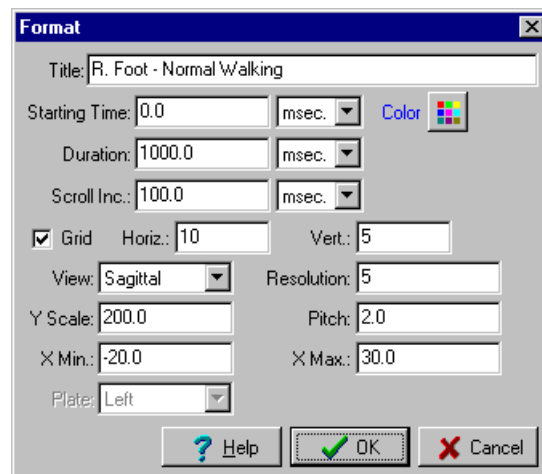 Format
Title: R. Foot - Normal Walking
Starting Time: 0.0 msec. Color
Duration: 1000.0 msec.
Scroll Inc.: 100.0 msec.
Grid Horiz.: 10 Vert.: 5
View: Sagittal Resolution: 5
Y Scale: 200.0 Pitch: 2.0
X Min.: -20.0 X Max.: 30.0
Plate: Left
Help OK Cancel